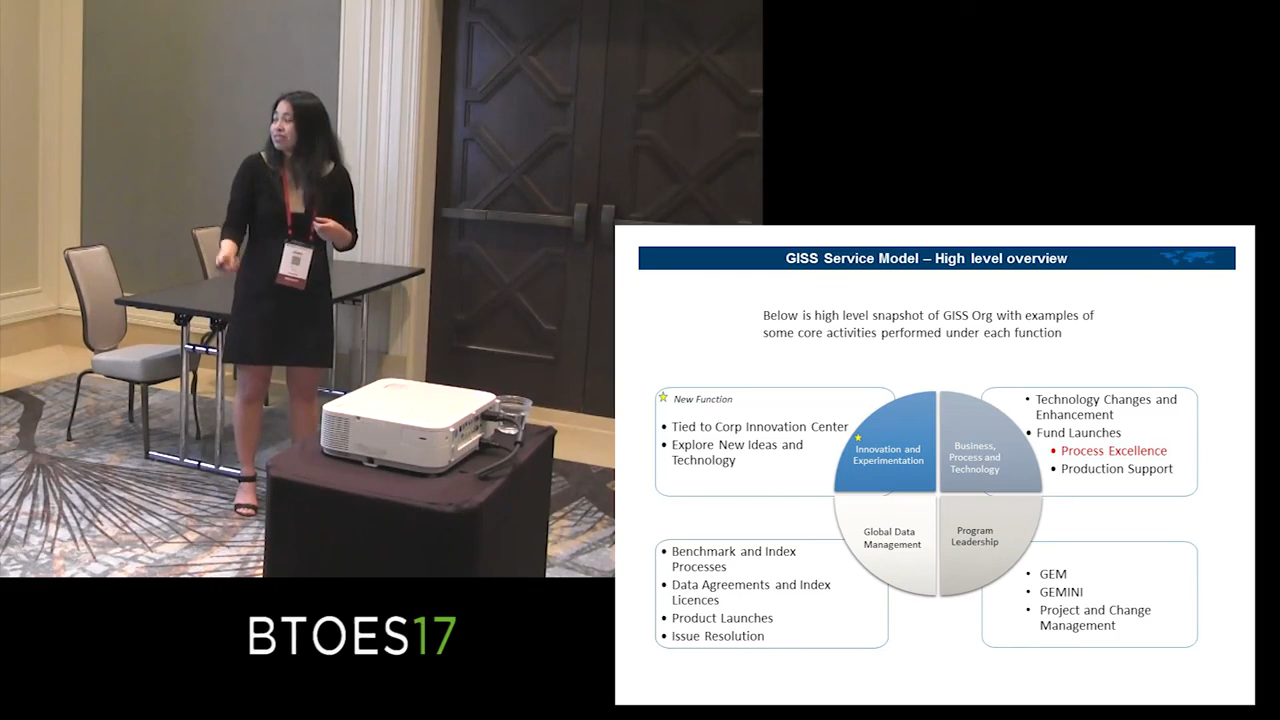 GISS Service Model – High level overview
Below is high level snapshot of GISS Org with examples of
some core activities performed under each function
New Function
• Tied to Corp Innovation Center
• Explore New Ideas and
Technology
Innovation and
Experimentation
Business,
Process and
Technology
• Technology Changes and
Enhancement
• Fund Launches
• Process Excellence
• Production Support
Global Data
Management
Program
Leadership
• Benchmark and Index
Processes
• Data Agreements and Index
Licences
• Product Launches
• Issue Resolution
• GEM
• GEMINI
• Project and Change
Management
BTOES17